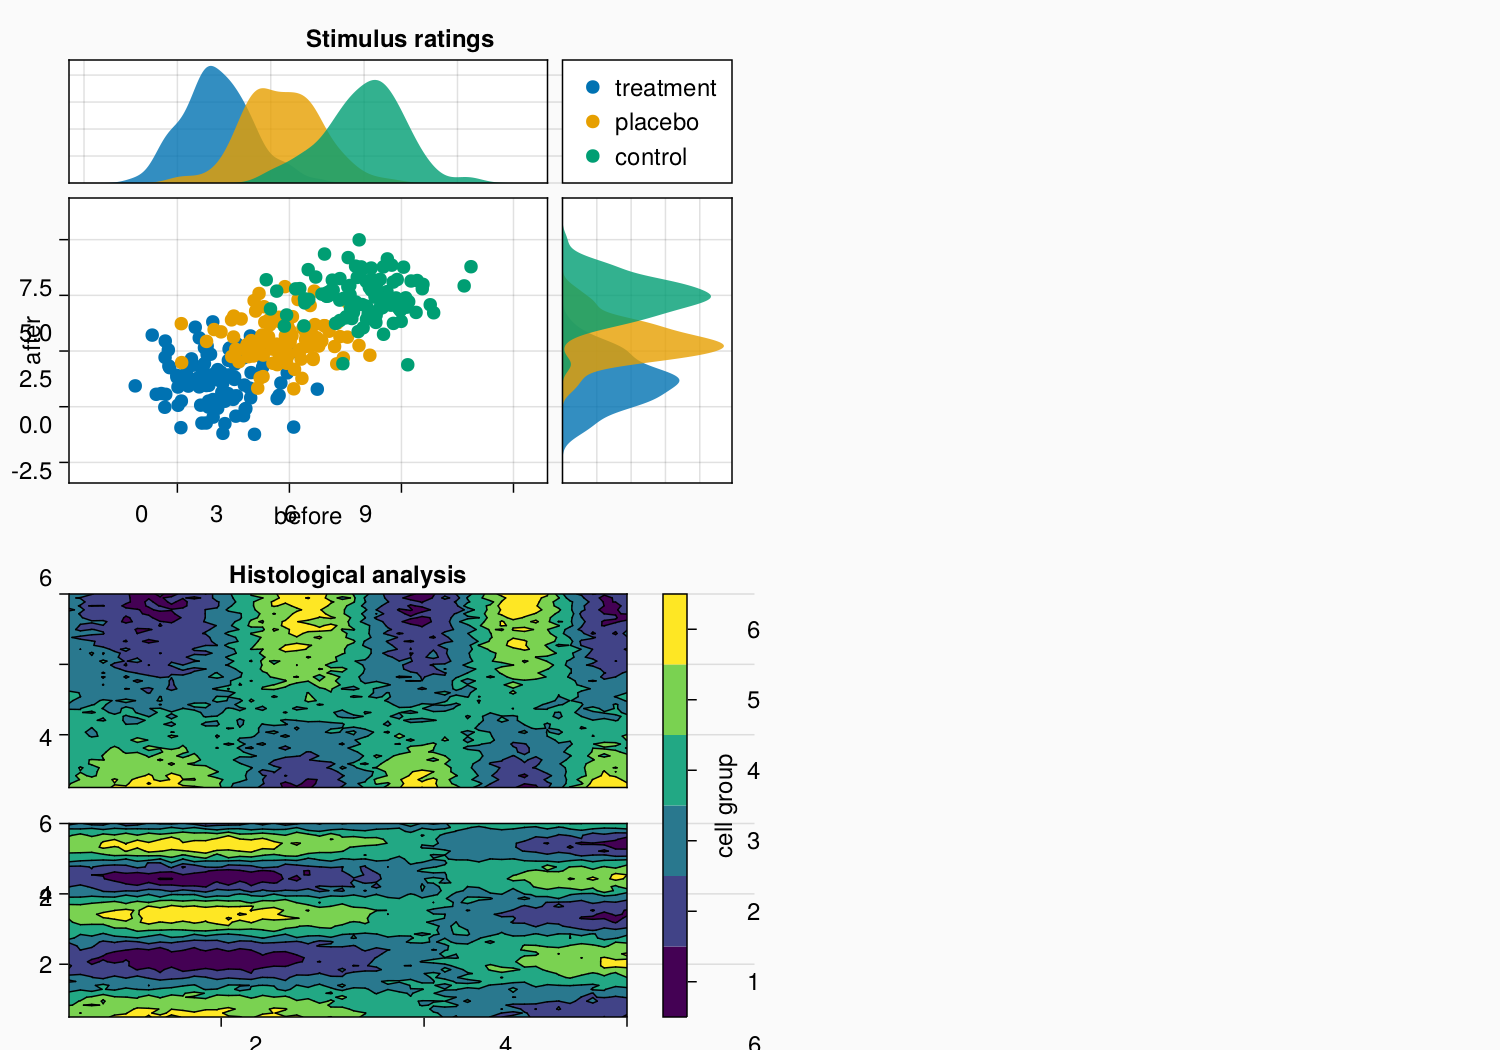 Stimulus ratings
treatment
placebo
control
7.5
5.0
after
2.5
0.0
-2.5
0 3 6 9
before
Histological analysis
6
4
2
6
4
2
6
5
4
3
2
1
cell group
2 4 6